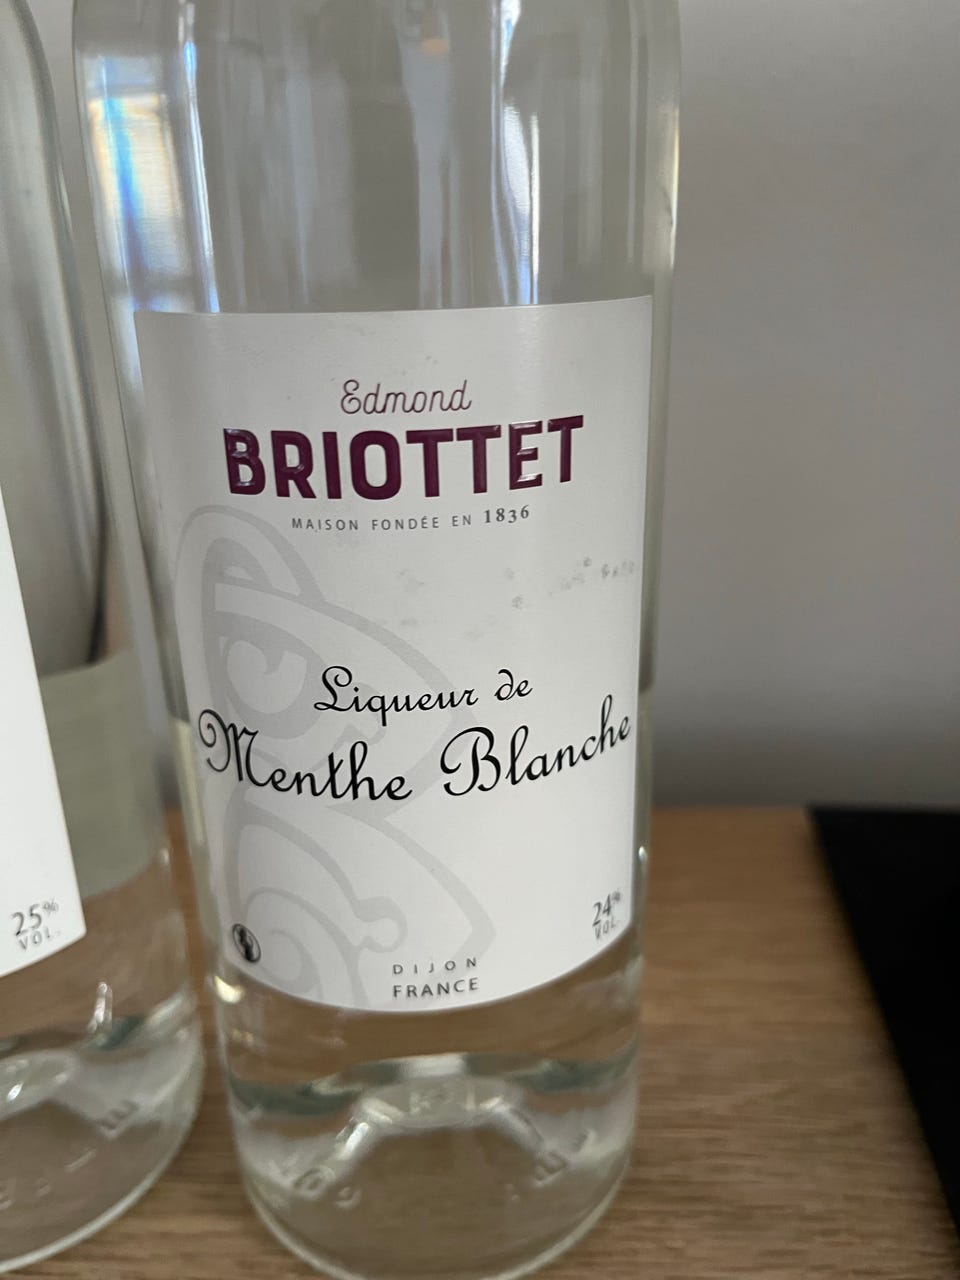 Edmond
BRIOTTET
MAISON FONDÉE EN 1836
Liqueur de
Menthe Blanche
24% VOL.
DIJON
FRANCE
25%
VOL.